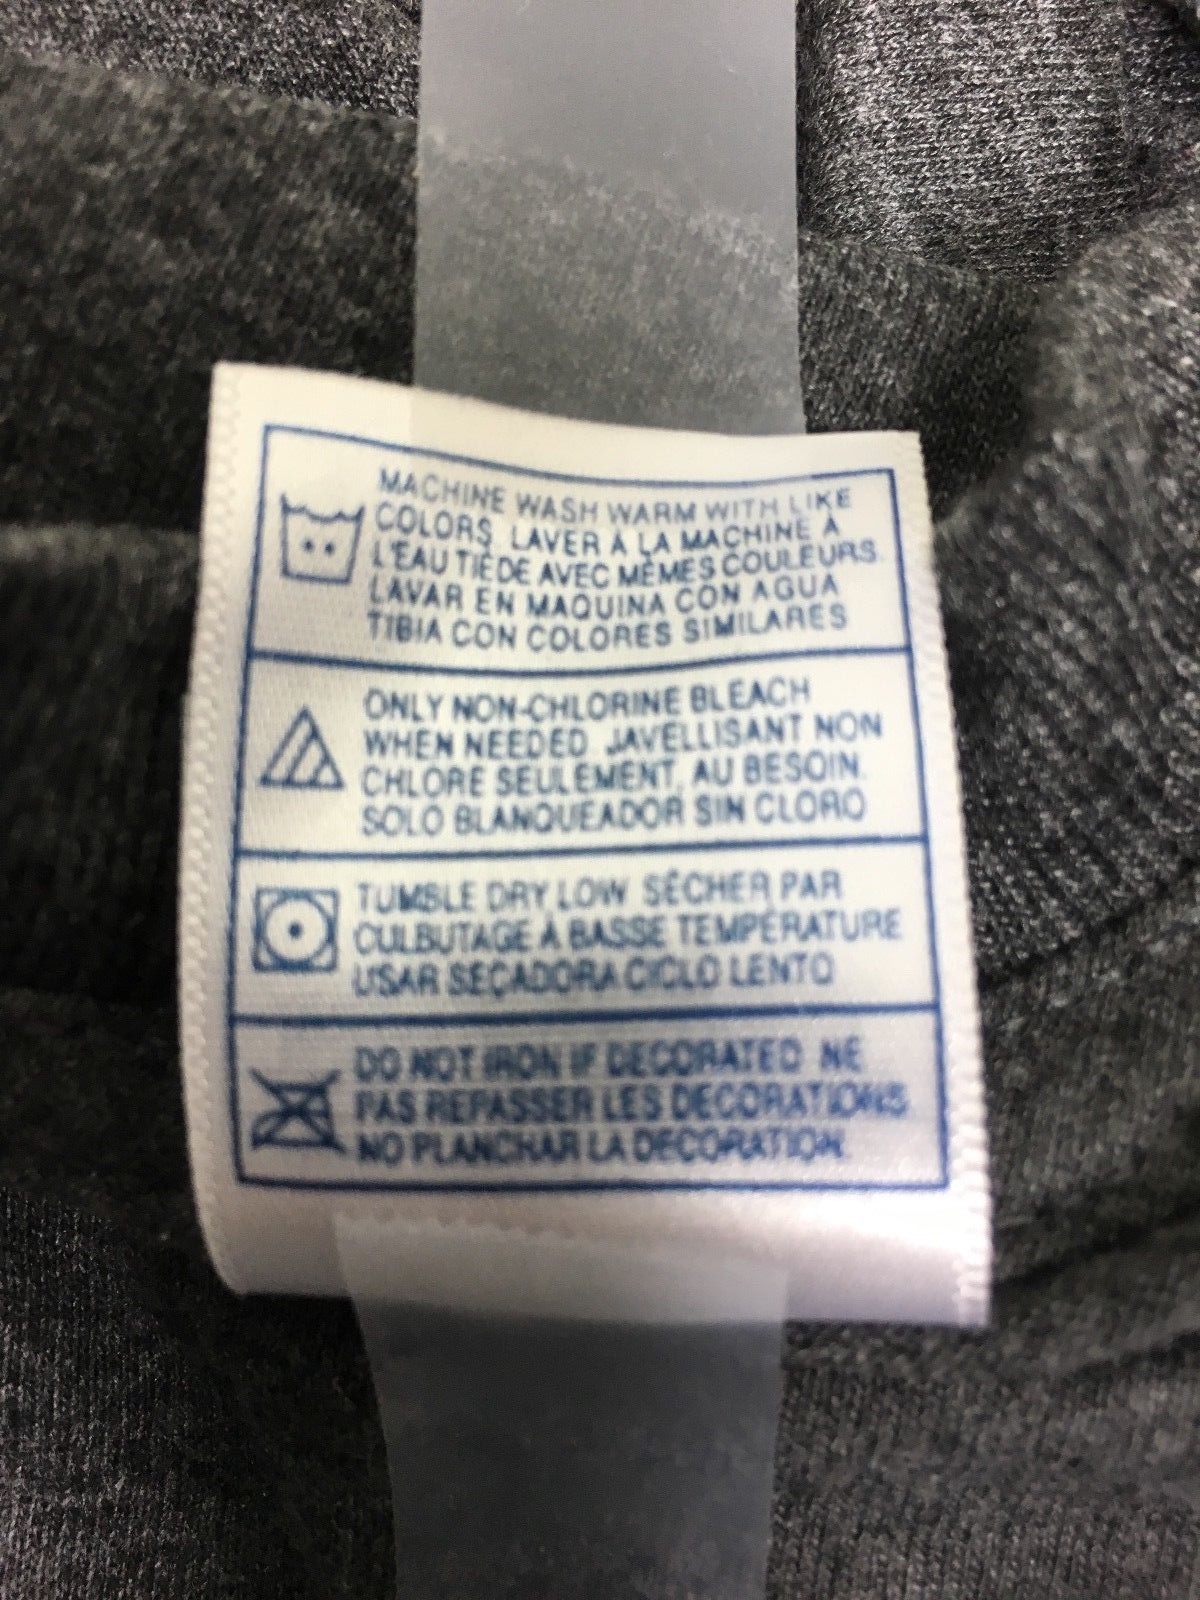 MACHINE WASH WARM WITH LIKE
COLORS. LAVER À LA MACHINE À
L'EAU TIÈDE AVEC MÊMES COULEURS.
LAVAR EN MAQUINA CON AGUA
TIBIA CON COLORES SIMILARES
ONLY NON-CHLORINE BLEACH
WHEN NEEDED. JAVELLISANT NON
CHLORÉ SEULEMENT, AU BESOIN.
SOLO BLANQUEADOR SIN CLORO
TUMBLE DRY LOW SÉCHER PAR
CULBUTAGE À BASSE TEMPÉRATURE
USAR SECADORA CICLO LENTO
DO NOT IRON IF DECORATED NE
PAS REPASSER LES DECORATIONS.
NO PLANCHAR LA DECORATION.